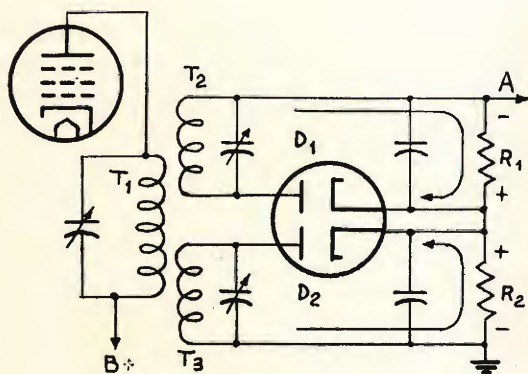 A
T2
-
D1
R1
T1
+
+
D2
R2
-
T3
B+